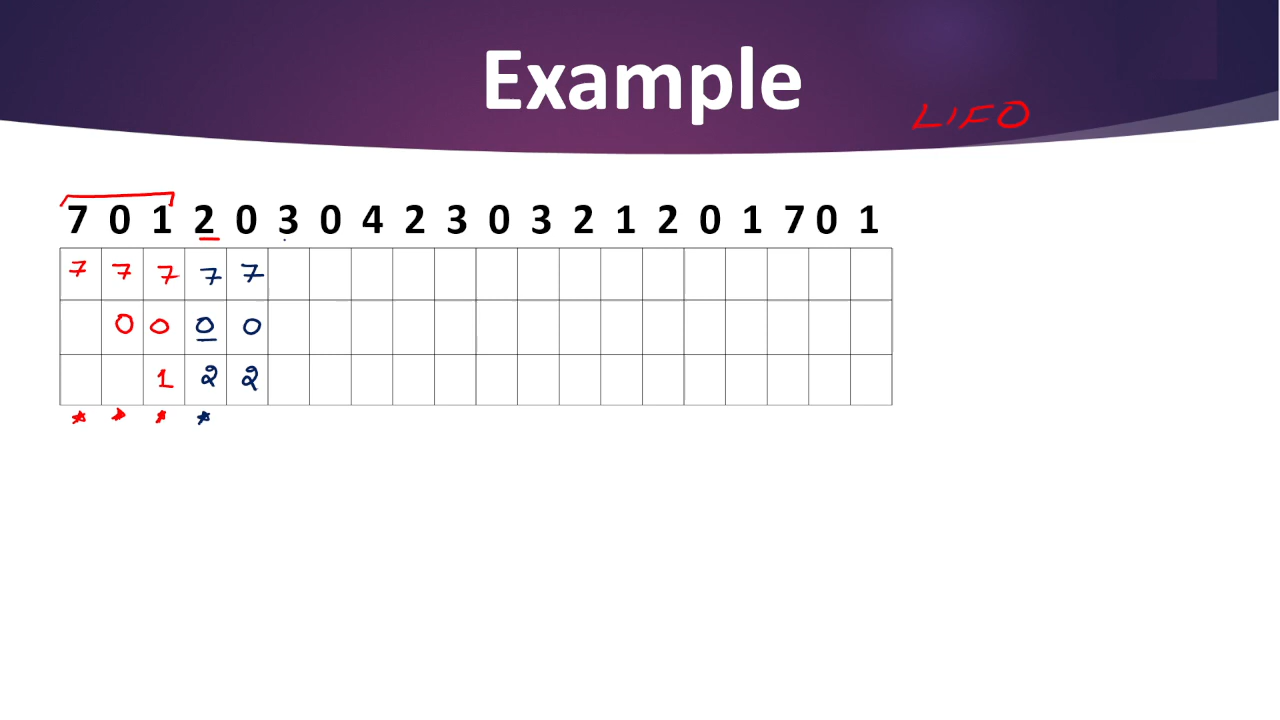 Example
LIFO
7 0 1 2 0 3 0 4 2 3 0 3 2 1 2 0 1 7 0 1
7 7 7 7 7
0 0 0 0
1 2 2
* * * *